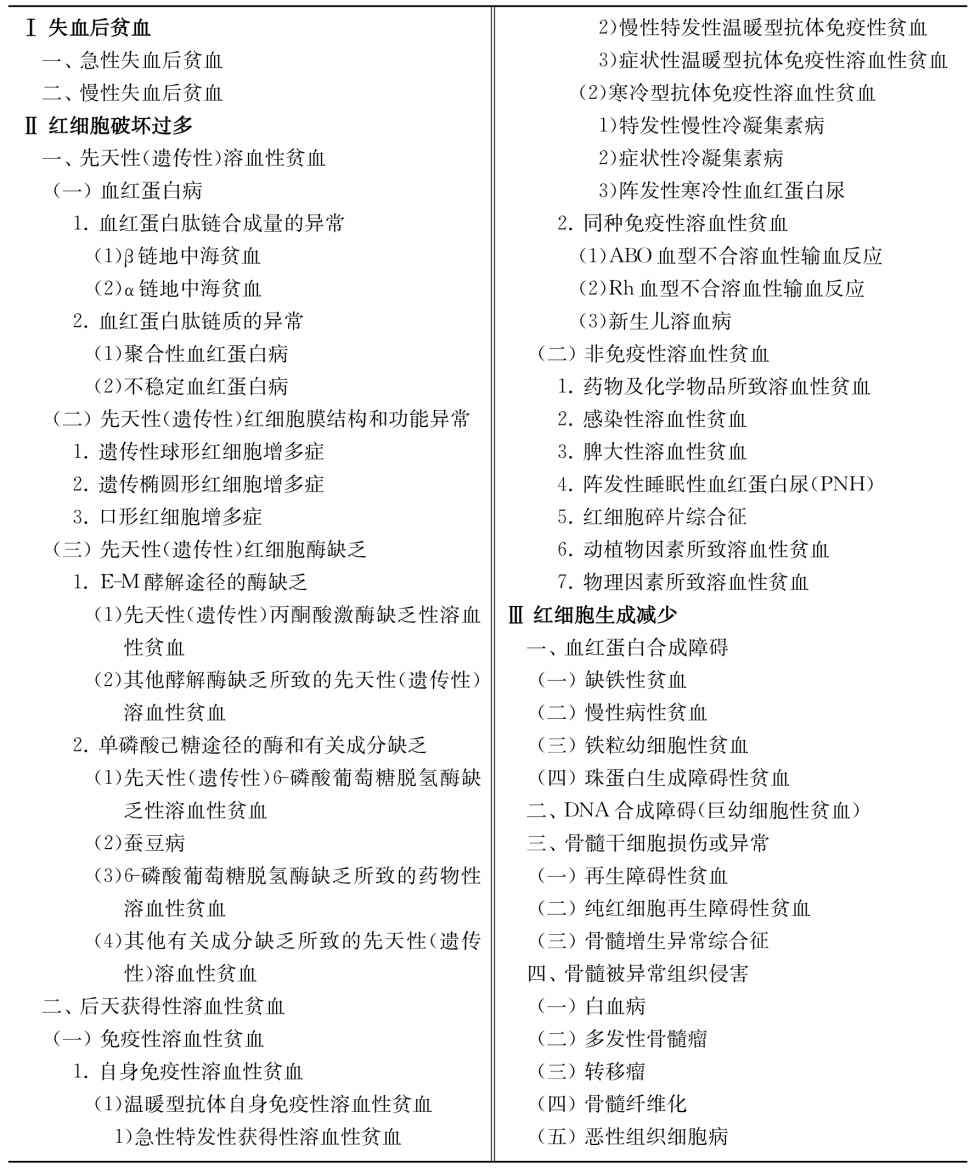 Ⅰ 失血后贫血
一、急性失血后贫血
二、慢性失血后贫血
Ⅱ 红细胞破坏过多
一、先天性(遗传性)溶血性贫血
(一) 血红蛋白病
1. 血红蛋白肽链合成量的异常
(1)β链地中海贫血
(2)α链地中海贫血
2. 血红蛋白肽链质的异常
(1)聚合性血红蛋白病
(2)不稳定血红蛋白病
(二) 先天性(遗传性)红细胞膜结构和功能异常
1. 遗传性球形红细胞增多症
2. 遗传椭圆形红细胞增多症
3. 口形红细胞增多症
(三) 先天性(遗传性)红细胞酶缺乏
1. E-M酵解途径的酶缺乏
(1)先天性(遗传性)丙酮酸激酶缺乏性溶血
性贫血
(2)其他酵解酶缺乏所致的先天性(遗传性)
溶血性贫血
2. 单磷酸己糖途径的酶和有关成分缺乏
(1)先天性(遗传性)6-磷酸葡萄糖脱氢酶缺
乏性溶血性贫血
(2)蚕豆病
(3)6-磷酸葡萄糖脱氢酶缺乏所致的药物性
溶血性贫血
(4)其他有关成分缺乏所致的先天性(遗传
性)溶血性贫血
二、后天获得性溶血性贫血
(一) 免疫性溶血性贫血
1. 自身免疫性溶血性贫血
(1)温暖型抗体自身免疫性溶血性贫血
1)急性特发性获得性溶血性贫血
2)慢性特发性温暖型抗体免疫性贫血
3)症状性温暖型抗体免疫性溶血性贫血
(2)寒冷型抗体免疫性溶血性贫血
1)特发性慢性冷凝集素病
2)症状性冷凝集素病
3)阵发性寒冷性血红蛋白尿
2. 同种免疫性溶血性贫血
(1)ABO血型不合溶血性输血反应
(2)Rh血型不合溶血性输血反应
(3)新生儿溶血病
(二) 非免疫性溶血性贫血
1. 药物及化学物品所致溶血性贫血
2. 感染性溶血性贫血
3. 脾大性溶血性贫血
4. 阵发性睡眠性血红蛋白尿(PNH)
5. 红细胞碎片综合征
6. 动植物因素所致溶血性贫血
7. 物理因素所致溶血性贫血
Ⅲ 红细胞生成减少
一、血红蛋白合成障碍
(一) 缺铁性贫血
(二) 慢性病性贫血
(三) 铁粒幼细胞性贫血
(四) 珠蛋白生成障碍性贫血
二、DNA合成障碍(巨幼细胞性贫血)
三、骨髓干细胞损伤或异常
(一) 再生障碍性贫血
(二) 纯红细胞再生障碍性贫血
(三) 骨髓增生异常综合征
四、骨髓被异常组织侵害
(一) 白血病
(二) 多发性骨髓瘤
(三) 转移瘤
(四) 骨髓纤维化
(五) 恶性组织细胞病